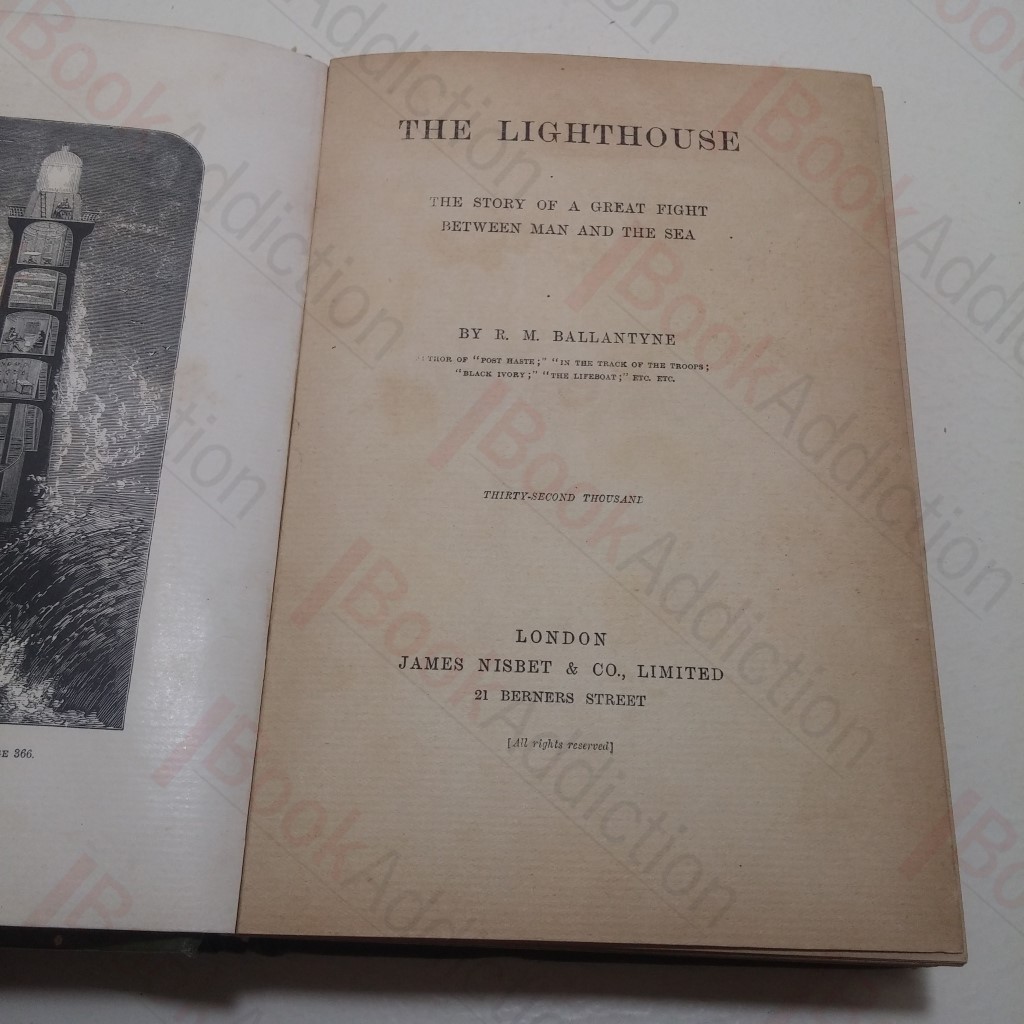 THE LIGHTHOUSE
THE STORY OF A GREAT FIGHT
BETWEEN MAN AND THE SEA
BY R. M. BALLANTYNE
OF "POST HASTE;" "IN THE TRACK OF THE TROOPS;
"BLACK IVORY;" "THE LIFEBOAT;" ETC. ETC.
THIRTY-SECOND THOUSAND
LONDON
JAMES NISBET & CO., LIMITED
21 BERNERS STREET
[All rights reserved]
366.
BookAddiction